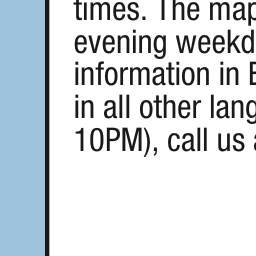 times. The map
evening weekd
information in
in all other lang
10PM), call us